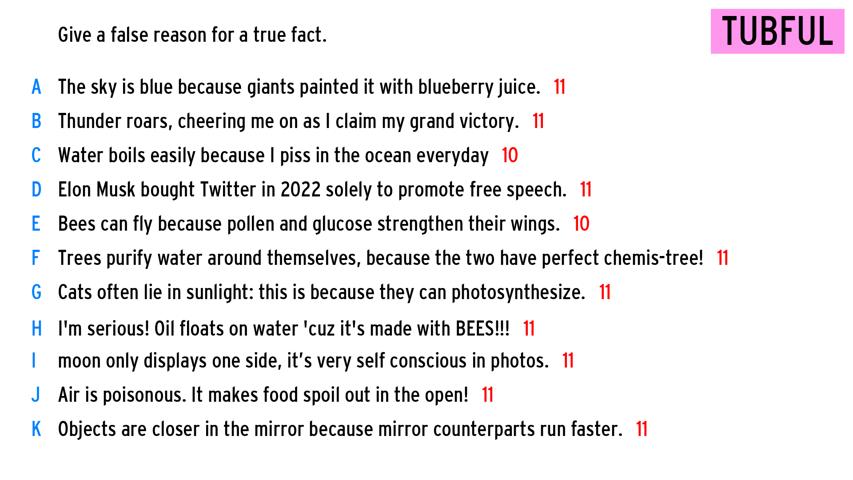 Give a false reason for a true fact.
TUBFUL
A The sky is blue because giants painted it with blueberry juice. 11
B Thunder roars, cheering me on as I claim my grand victory. 11
C Water boils easily because I piss in the ocean everyday 10
D Elon Musk bought Twitter in 2022 solely to promote free speech. 11
E Bees can fly because pollen and glucose strengthen their wings. 10
F Trees purify water around themselves, because the two have perfect chemis-tree! 11
G Cats often lie in sunlight: this is because they can photosynthesize. 11
H I'm serious! Oil floats on water 'cuz it's made with BEES!!! 11
I moon only displays one side, it’s very self conscious in photos. 11
J Air is poisonous. It makes food spoil out in the open! 11
K Objects are closer in the mirror because mirror counterparts run faster. 11